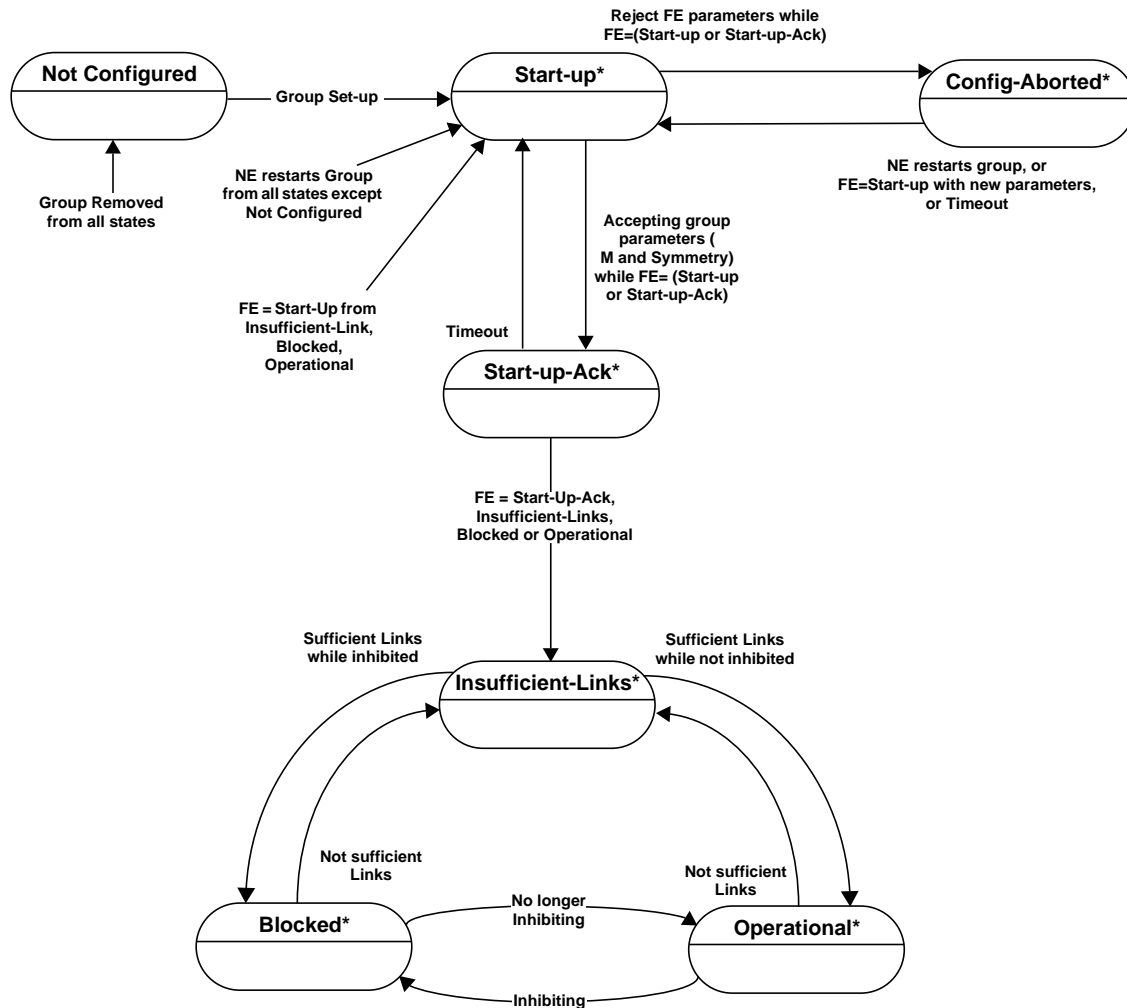 Reject FE parameters while
FE=(Start-up or Start-up-Ack)
Not Configured
Start-up*
Config-Aborted*
Group Set-up
NE restarts Group
from all states except
Not Configured
NE restarts group, or
FE=Start-up with new parameters,
or Timeout
Group Removed
from all states
Accepting group
parameters (
M and Symmetry)
while FE= (Start-up
or Start-up-Ack)
FE = Start-Up from
Insufficient-Link,
Blocked,
Operational
Timeout
Start-up-Ack*
FE = Start-Up-Ack,
Insufficient-Links,
Blocked or Operational
Sufficient Links
while inhibited
Sufficient Links
while not inhibited
Insufficient-Links*
Not sufficient
Links
Not sufficient
Links
No longer
Inhibiting
Blocked*
Operational*
Inhibiting